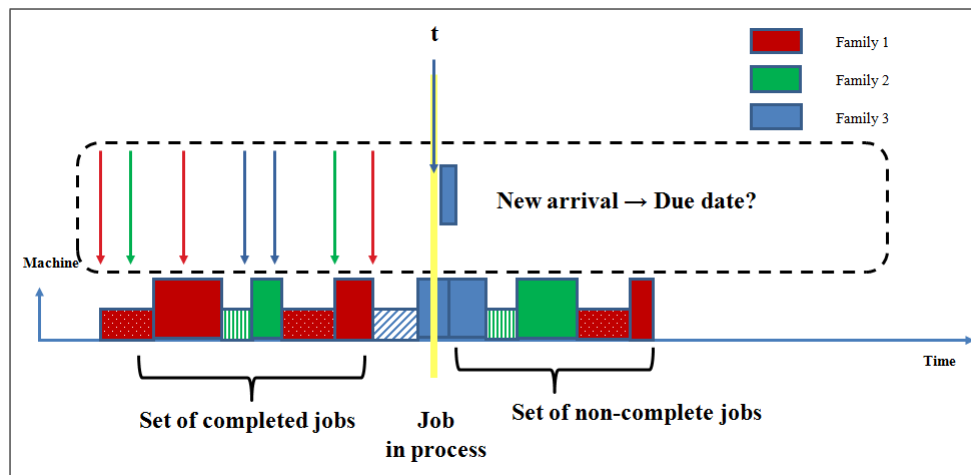 t
Family 1
Family 2
Family 3
New arrival → Due date?
Machine
Time
Set of completed jobs
Job
in process
Set of non-complete jobs